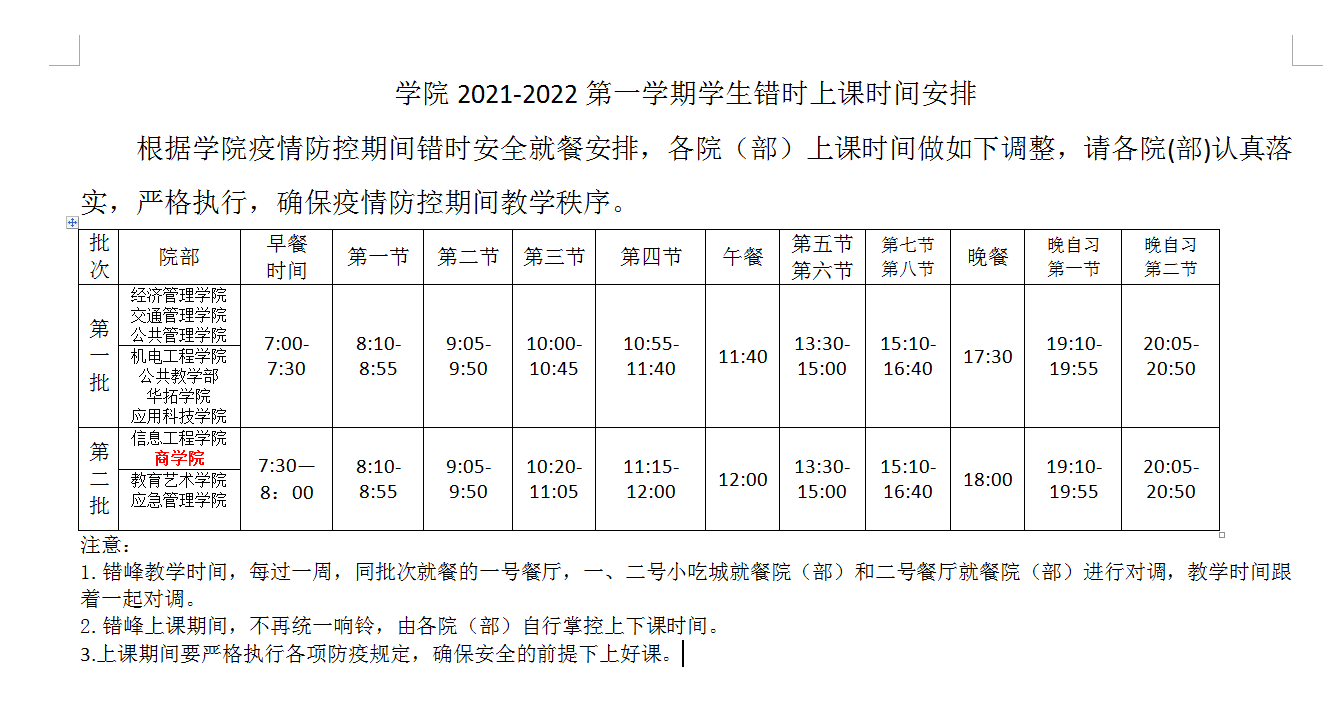 学院 2021-2022 第一学期学生错时上课时间安排
根据学院疫情防控期间错时安全就餐安排，各院（部）上课时间做如下调整，请各院(部)认真落
实，严格执行，确保疫情防控期间教学秩序。
批次 院部 早餐时间 第一节 第二节 第三节 第四节 午餐 第五节第六节 第七节第八节 晚餐 晚自习第一节 晚自习第二节
第一批
经济管理学院
交通管理学院
公共管理学院
机电工程学院
公共教学部
华拓学院
应用科技学院
7:00-7:30 8:10-8:55 9:05-9:50 10:00-10:45 10:55-11:40 11:40 13:30-15:00 15:10-16:40 17:30 19:10-19:55 20:05-20:50
第二批
信息工程学院
商学院
教育艺术学院
应急管理学院
7:30—8：00 8:10-8:55 9:05-9:50 10:20-11:05 11:15-12:00 12:00 13:30-15:00 15:10-16:40 18:00 19:10-19:55 20:05-20:50
注意：
1. 错峰教学时间，每过一周，同批次就餐的一号餐厅，一、二号小吃城就餐院（部）和二号餐厅就餐院（部）进行对调，教学时间跟
着一起对调。
2. 错峰上课期间，不再统一响铃，由各院（部）自行掌控上下课时间。
3.上课期间要严格执行各项防疫规定，确保安全的前提下上好课。